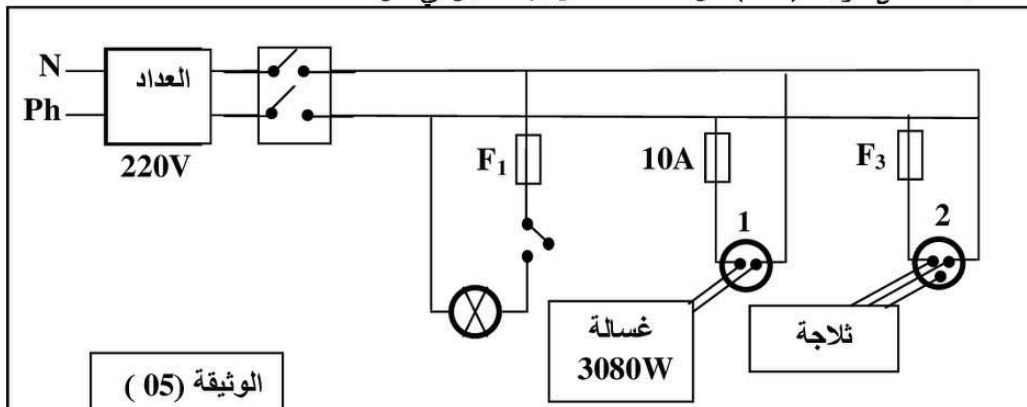 N
العداد
Ph
220V
F₁
10A
F₃
1
2
غسالة
3080W
ثلاجة
الوثيقة (05)